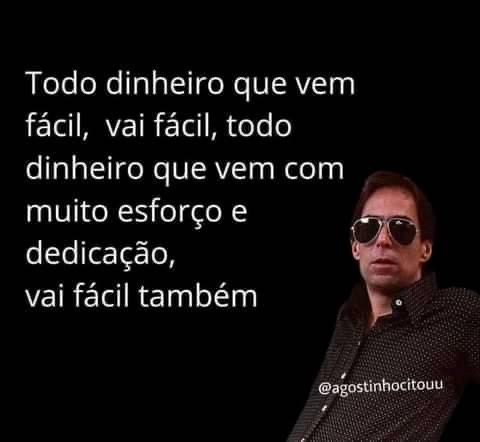 Todo dinheiro que vem
fácil,  vai fácil, todo
dinheiro que vem com
muito esforço e
dedicação,
vai fácil também
@agostinhocitouu